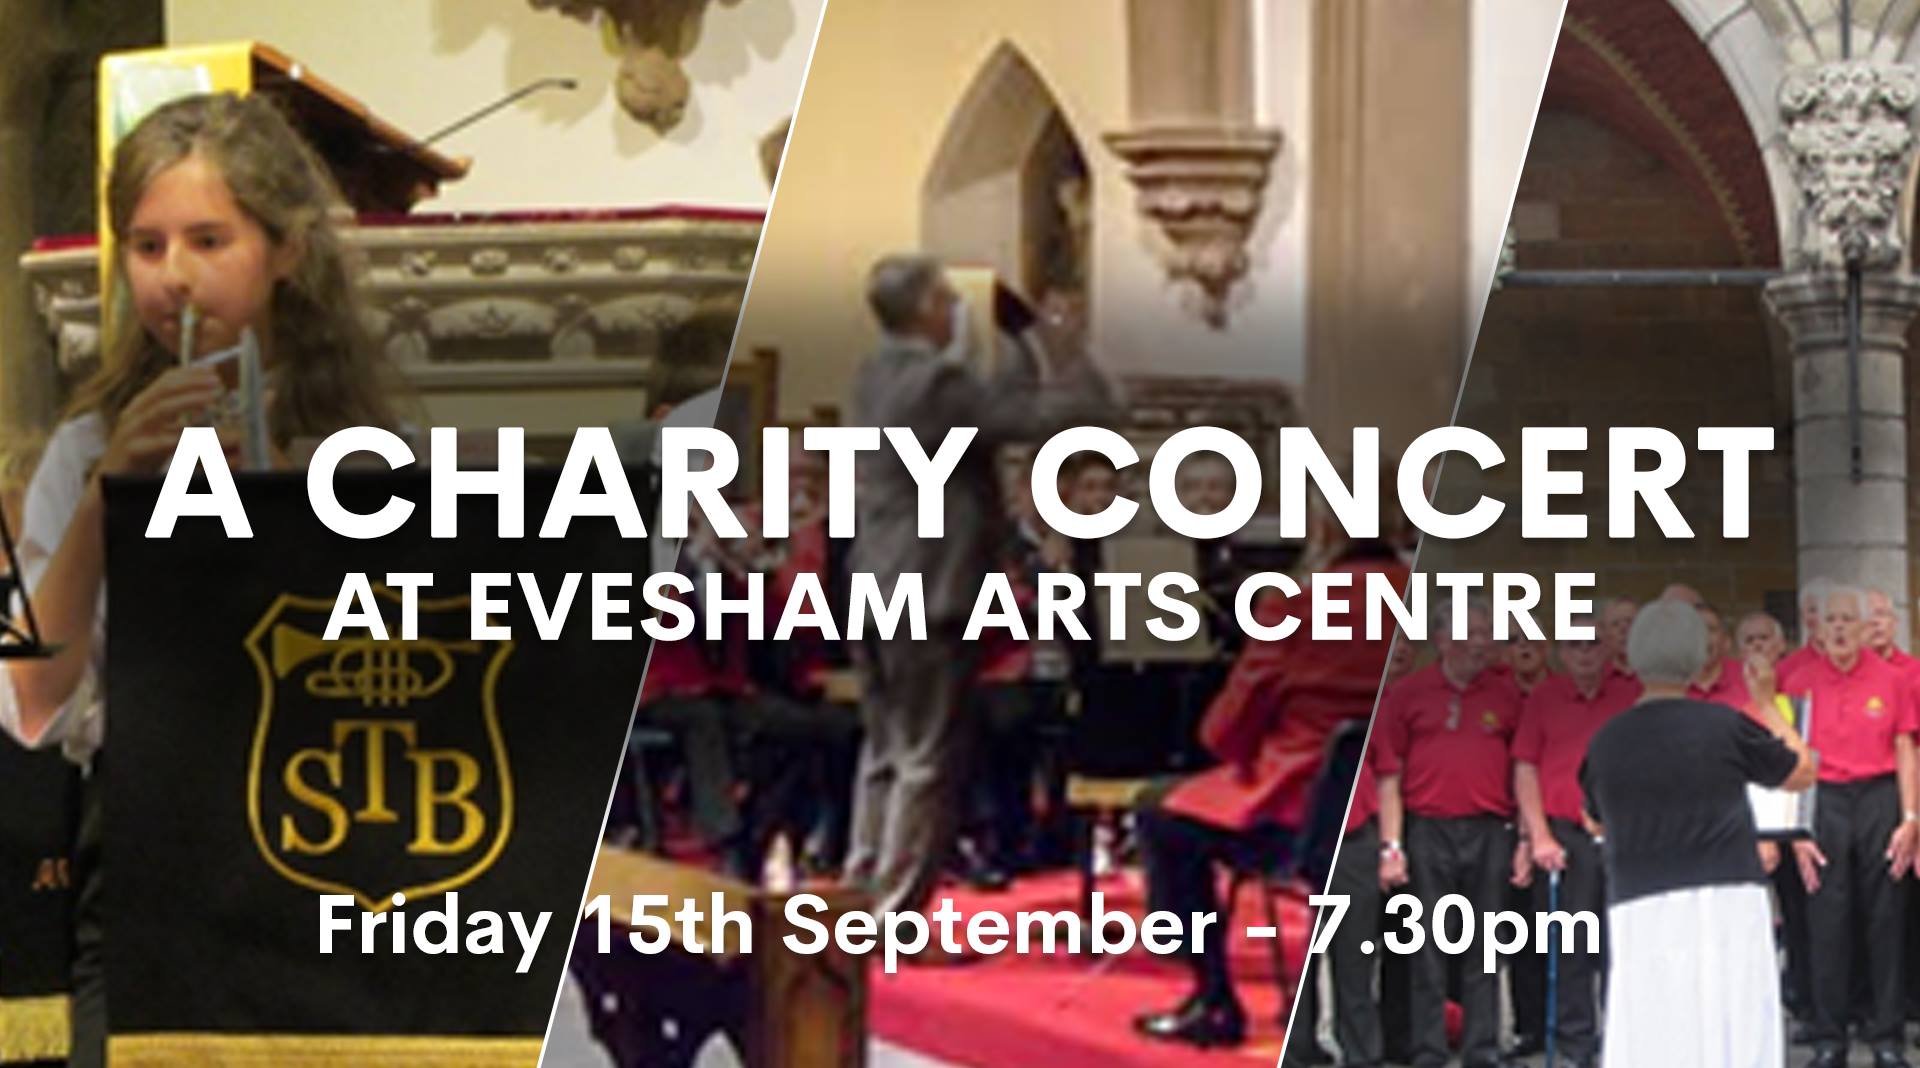 A CHARITY CONCERT
AT EVESHAM ARTS CENTRE
STB
Friday 15th September - 7.30pm